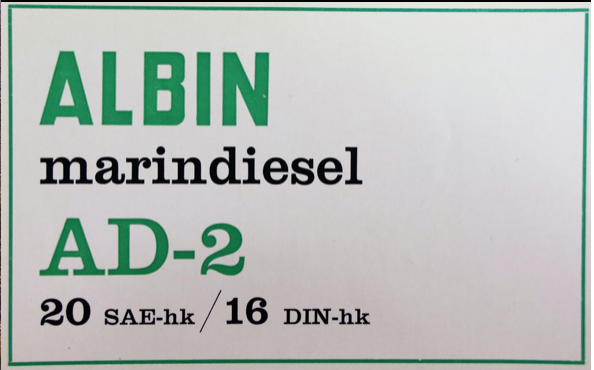 ALBIN
marindiesel
AD-2
20 SAE-hk / 16 DIN-hk